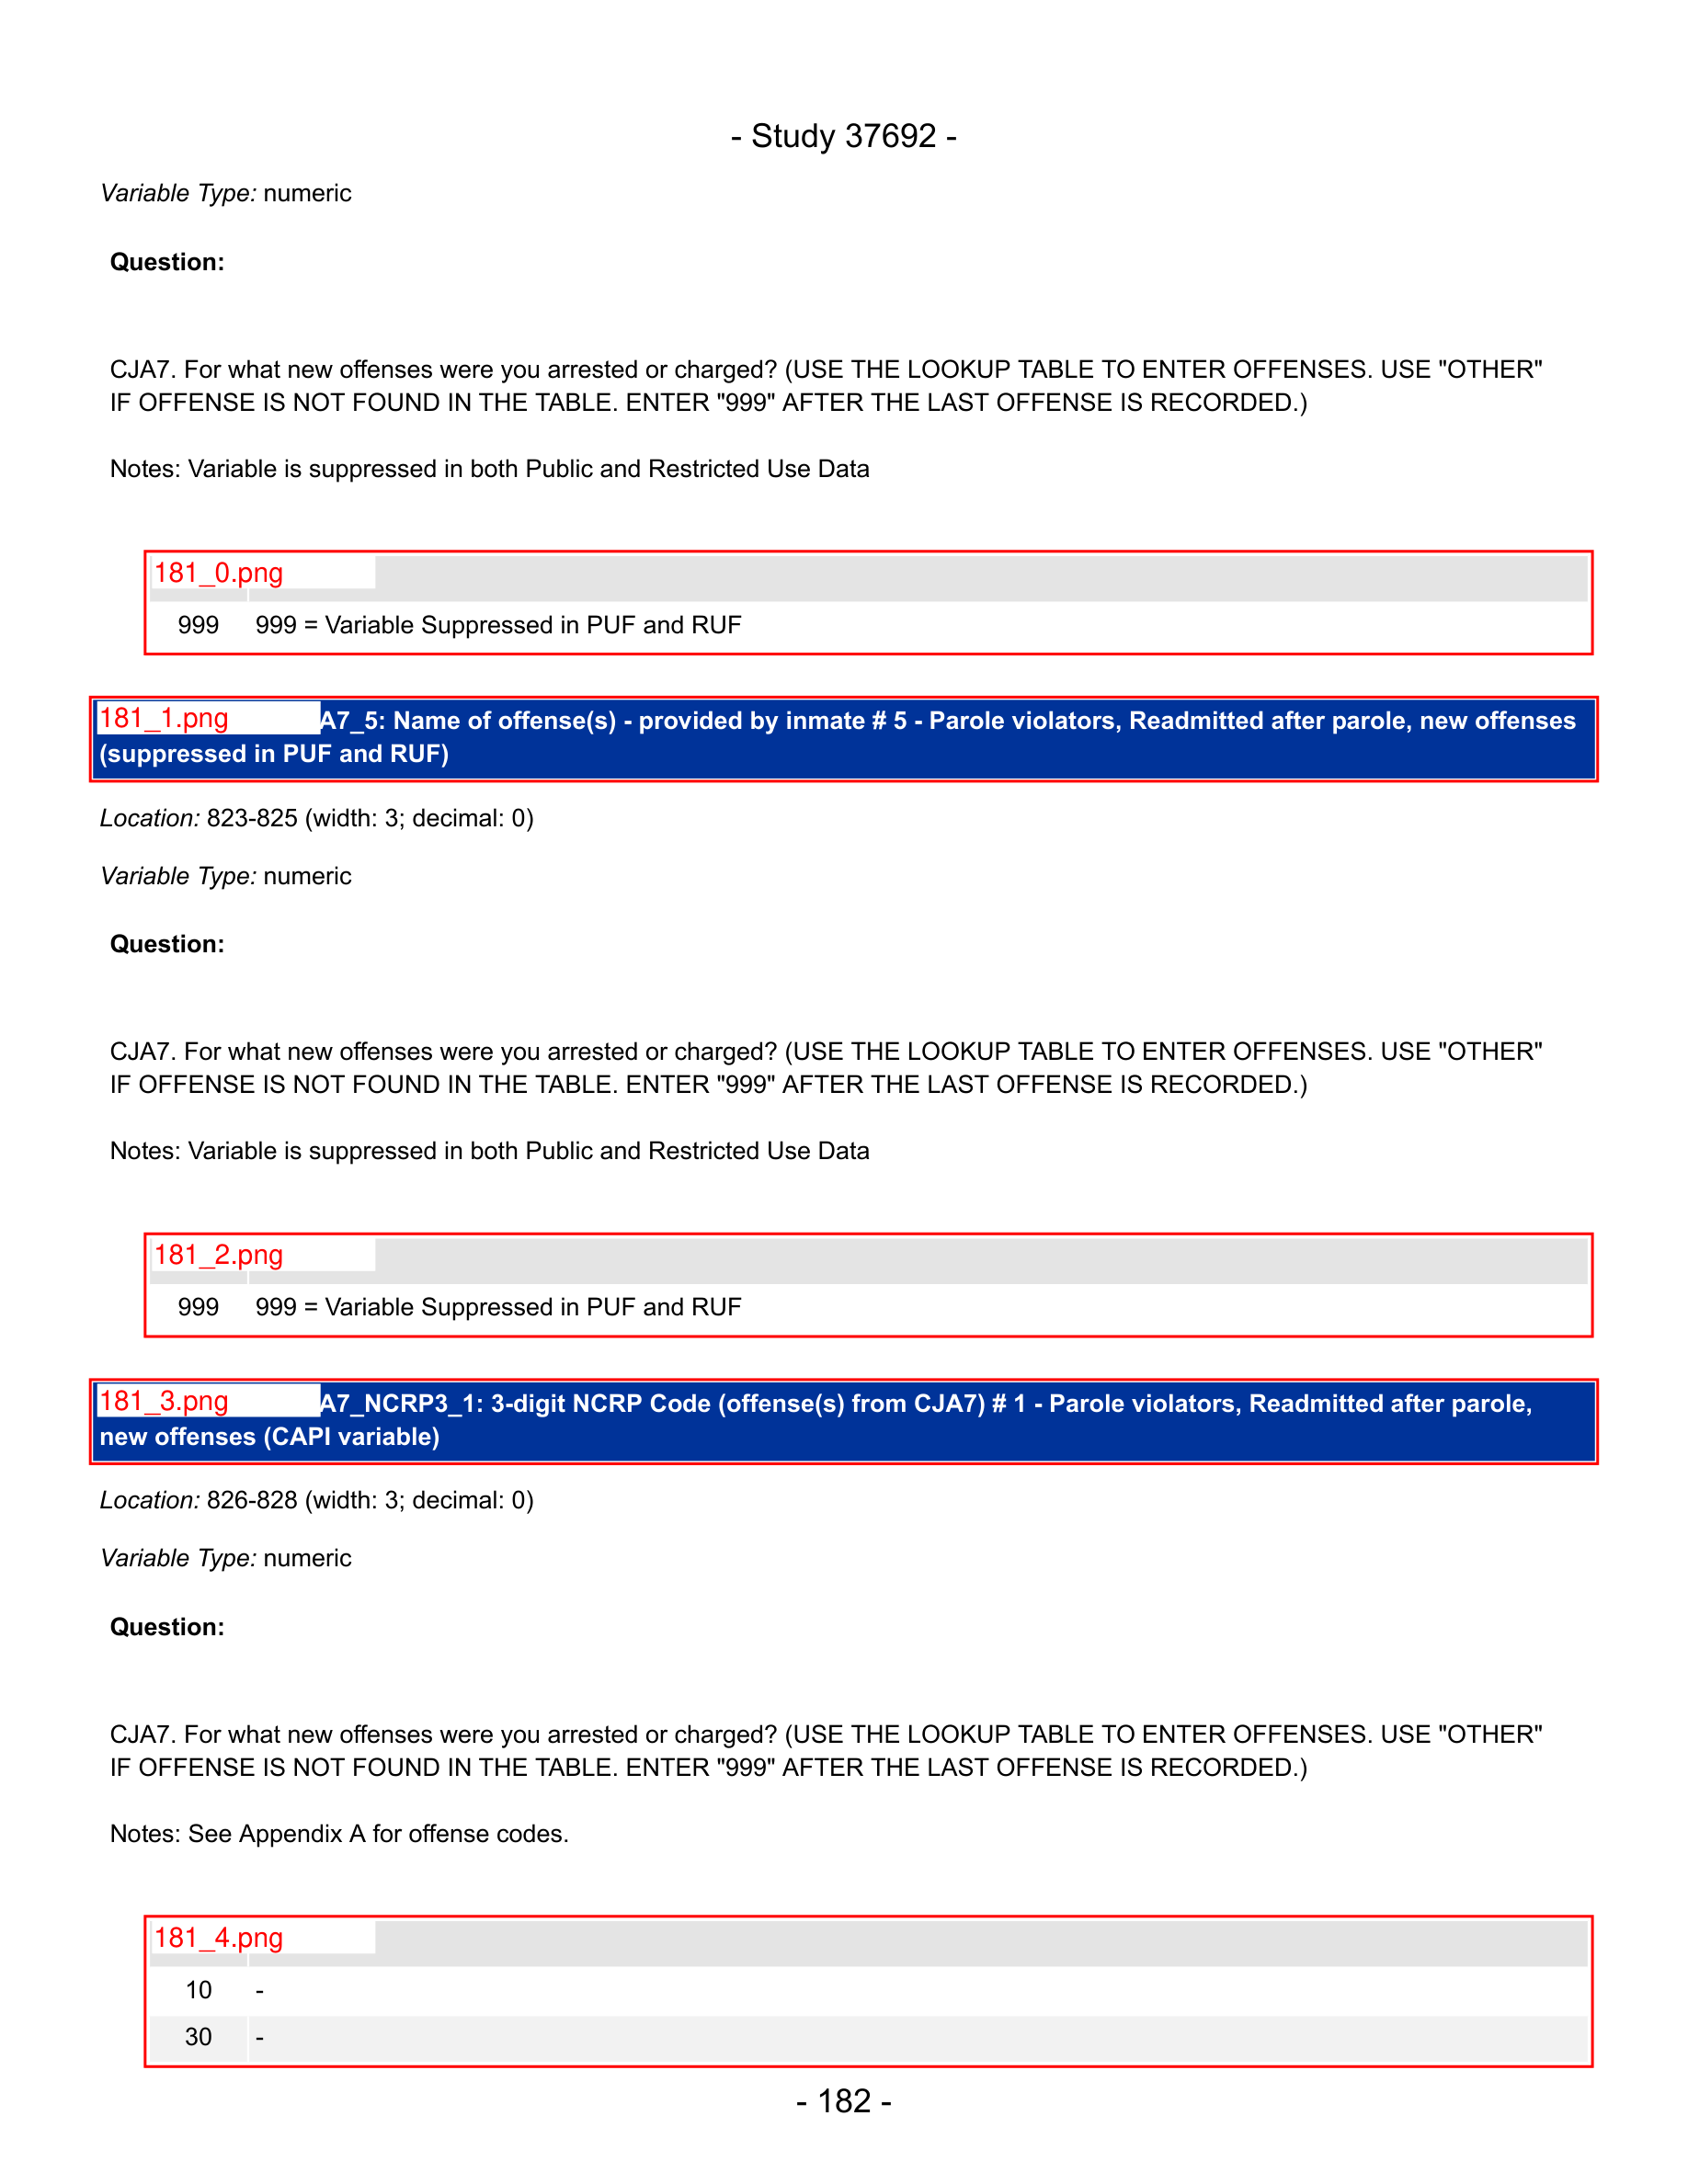 - Study 37692 -
Variable Type: numeric
Question:
CJA7. For what new offenses were you arrested or charged? (USE THE LOOKUP TABLE TO ENTER OFFENSES. USE "OTHER"
IF OFFENSE IS NOT FOUND IN THE TABLE. ENTER "999" AFTER THE LAST OFFENSE IS RECORDED.)
Notes: Variable is suppressed in both Public and Restricted Use Data
181_0.png
999 999 = Variable Suppressed in PUF and RUF
181_1.png A7_5: Name of offense(s) - provided by inmate # 5 - Parole violators, Readmitted after parole, new offenses
(suppressed in PUF and RUF)
Location: 823-825 (width: 3; decimal: 0)
Variable Type: numeric
Question:
CJA7. For what new offenses were you arrested or charged? (USE THE LOOKUP TABLE TO ENTER OFFENSES. USE "OTHER"
IF OFFENSE IS NOT FOUND IN THE TABLE. ENTER "999" AFTER THE LAST OFFENSE IS RECORDED.)
Notes: Variable is suppressed in both Public and Restricted Use Data
181_2.png
999 999 = Variable Suppressed in PUF and RUF
181_3.png A7_NCRP3_1: 3-digit NCRP Code (offense(s) from CJA7) # 1 - Parole violators, Readmitted after parole,
new offenses (CAPI variable)
Location: 826-828 (width: 3; decimal: 0)
Variable Type: numeric
Question:
CJA7. For what new offenses were you arrested or charged? (USE THE LOOKUP TABLE TO ENTER OFFENSES. USE "OTHER"
IF OFFENSE IS NOT FOUND IN THE TABLE. ENTER "999" AFTER THE LAST OFFENSE IS RECORDED.)
Notes: See Appendix A for offense codes.
181_4.png
10 -
30 -
- 182 -